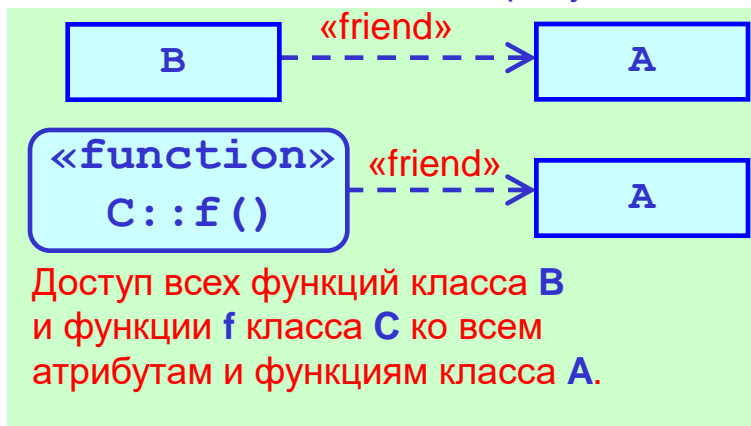 «friend»
B
A
«function»
C::f()
«friend»
A
Доступ всех функций класса B
и функции f класса C ко всем
атрибутам и функциям класса A.